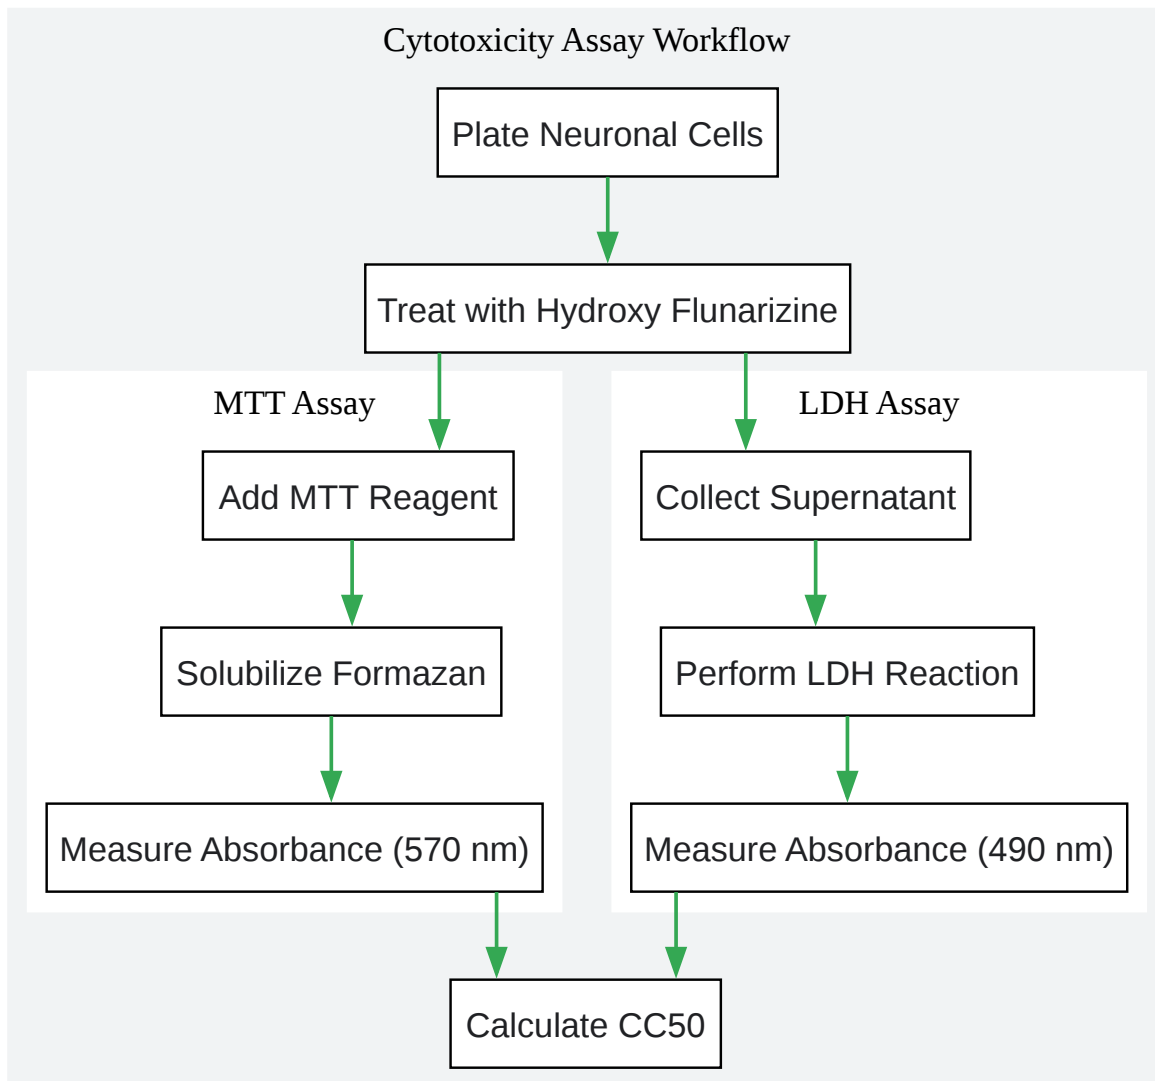 Cytotoxicity Assay Workflow
Plate Neuronal Cells
Treat with Hydroxy Flunarizine
MTT Assay
Add MTT Reagent
Solubilize Formazan
Measure Absorbance (570 nm)
LDH Assay
Collect Supernatant
Perform LDH Reaction
Measure Absorbance (490 nm)
Calculate CC50